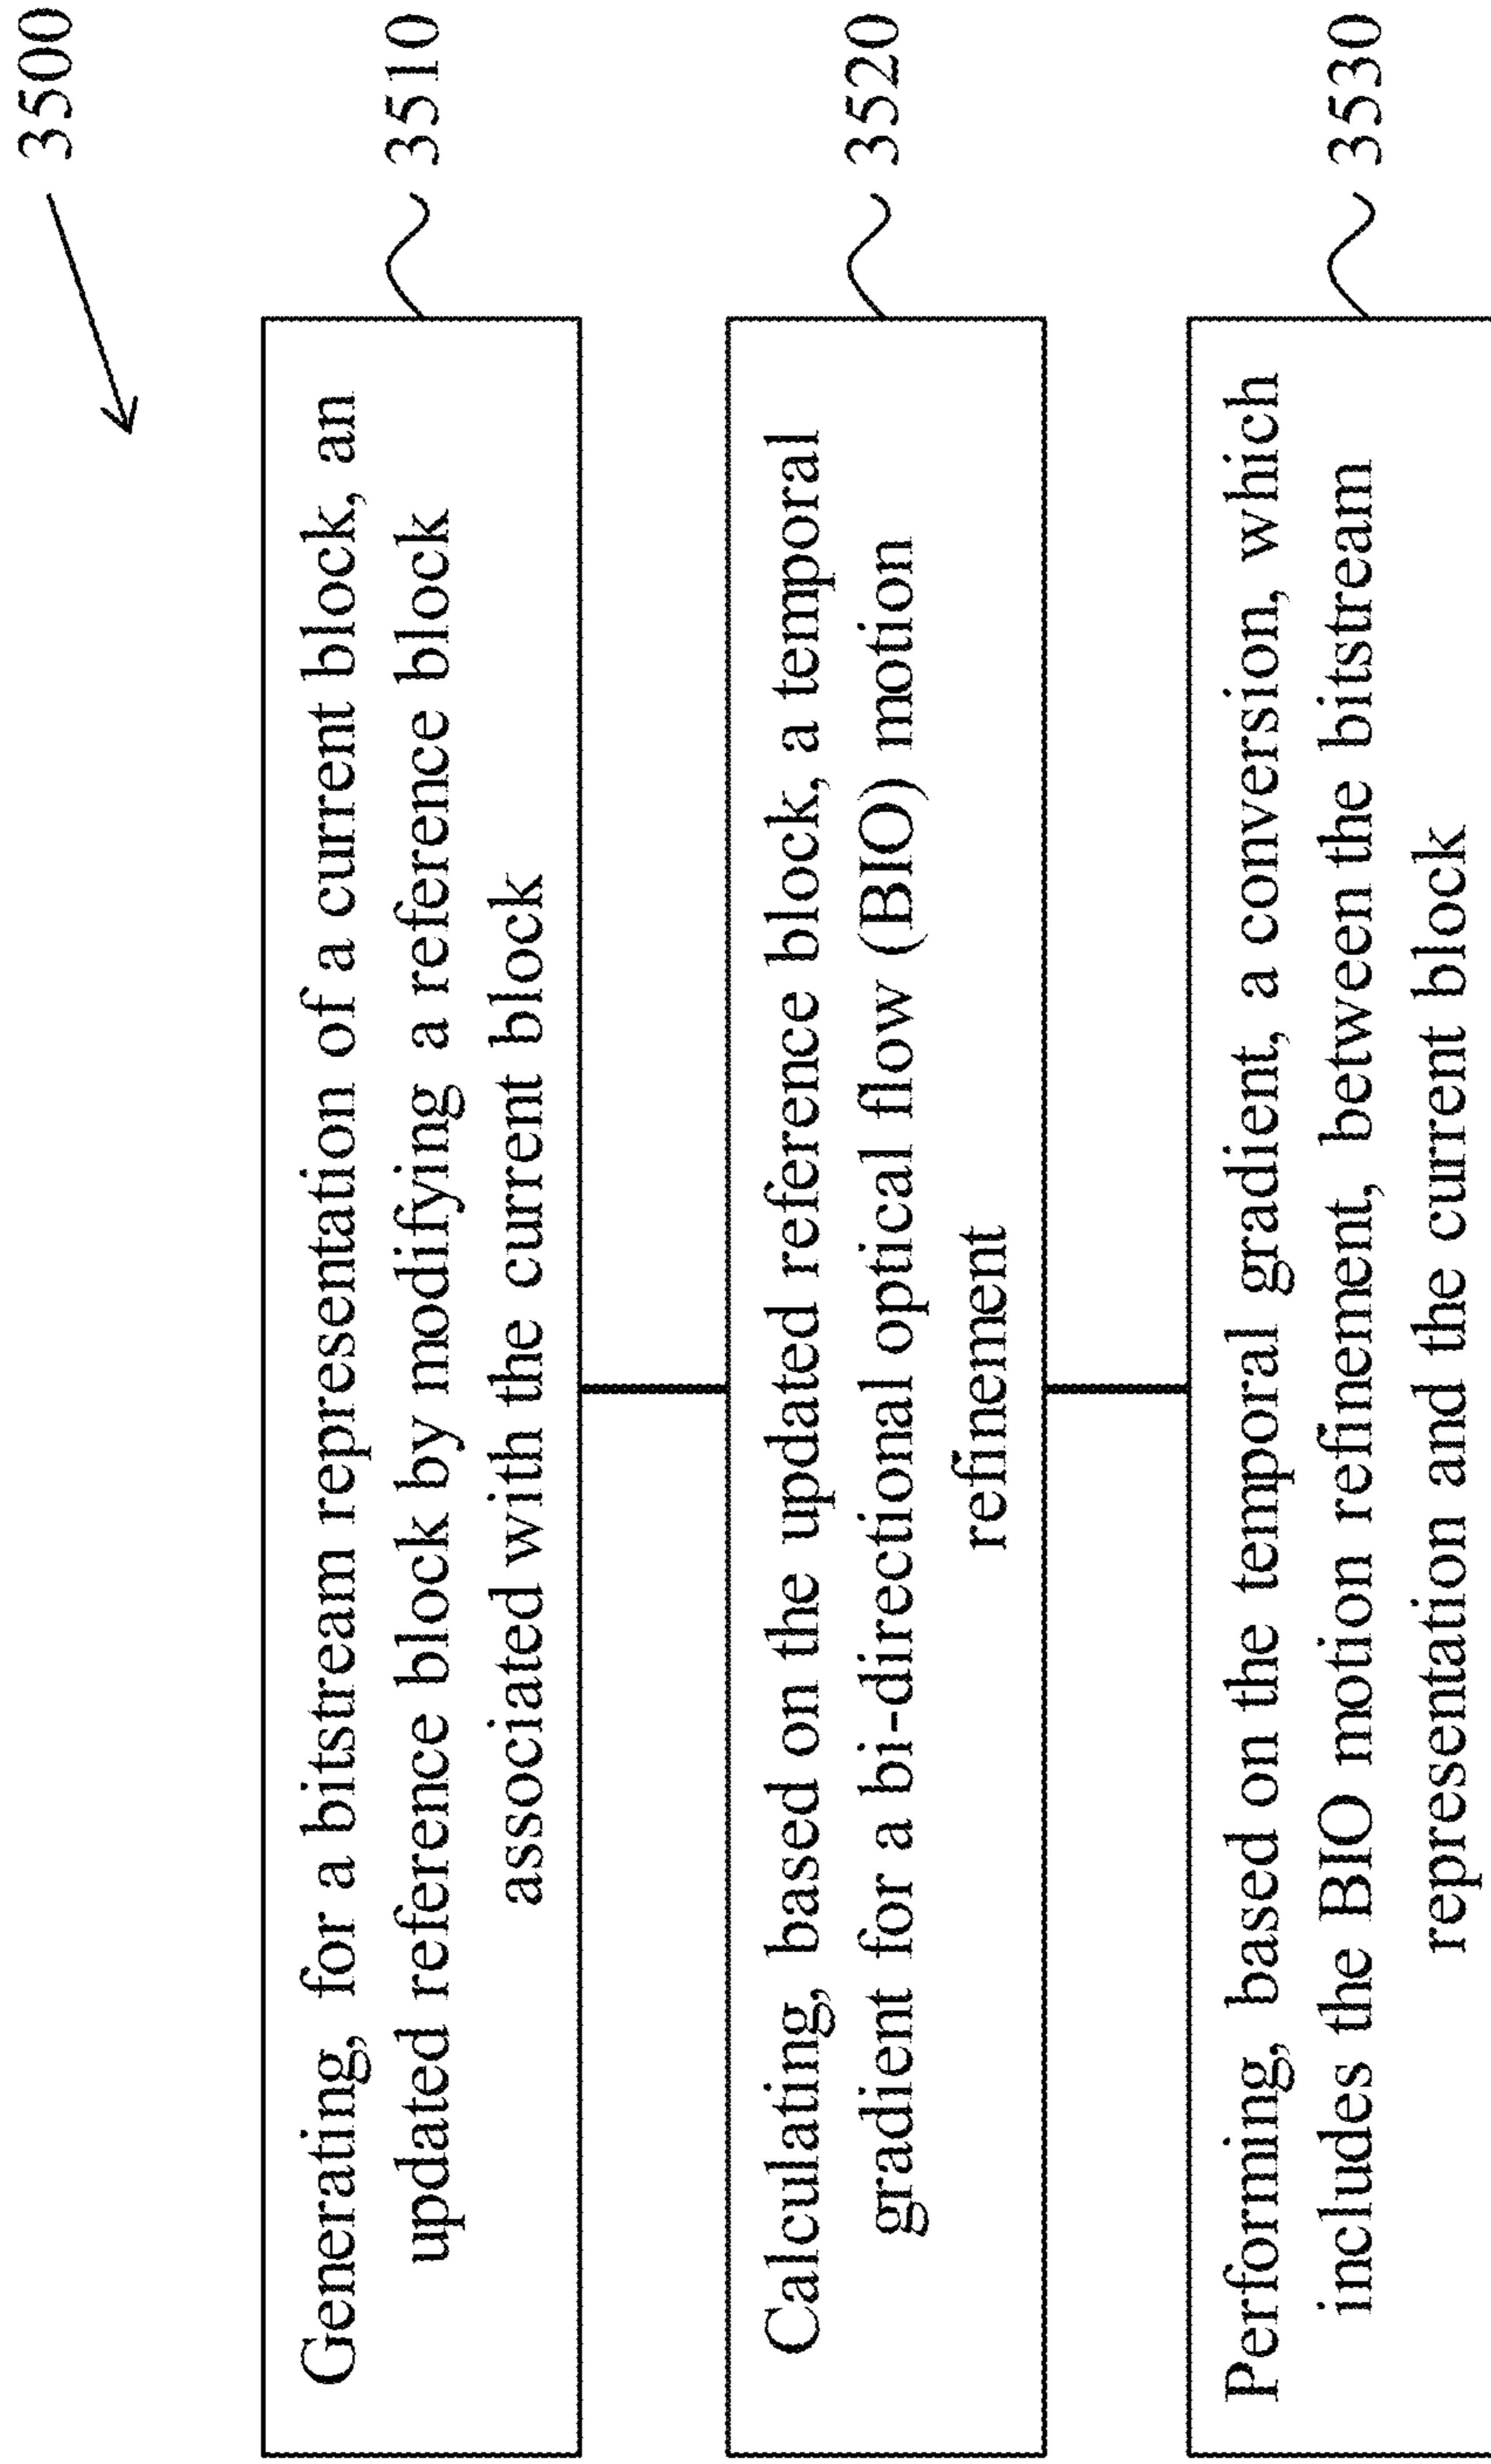 3500
Generating, for a bitstream representation of a current block, an
updated reference block by modifying a reference block
associated with the current block
3510
Calculating, based on the updated reference block, a temporal
gradient for a bi-directional optical flow (BIO) motion
refinement
3520
Performing, based on the temporal gradient, a conversion, which
includes the BIO motion refinement, between the bitstream
representation and the current block
3530